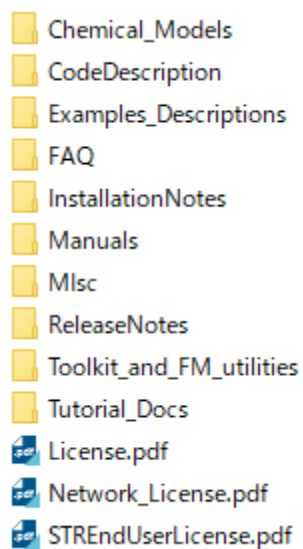 Chemical_Models
CodeDescription
Examples_Descriptions
FAQ
InstallationNotes
Manuals
MIsc
ReleaseNotes
Toolkit_and_FM_utilities
Tutorial_Docs
License.pdf
Network_License.pdf
STREndUserLicense.pdf